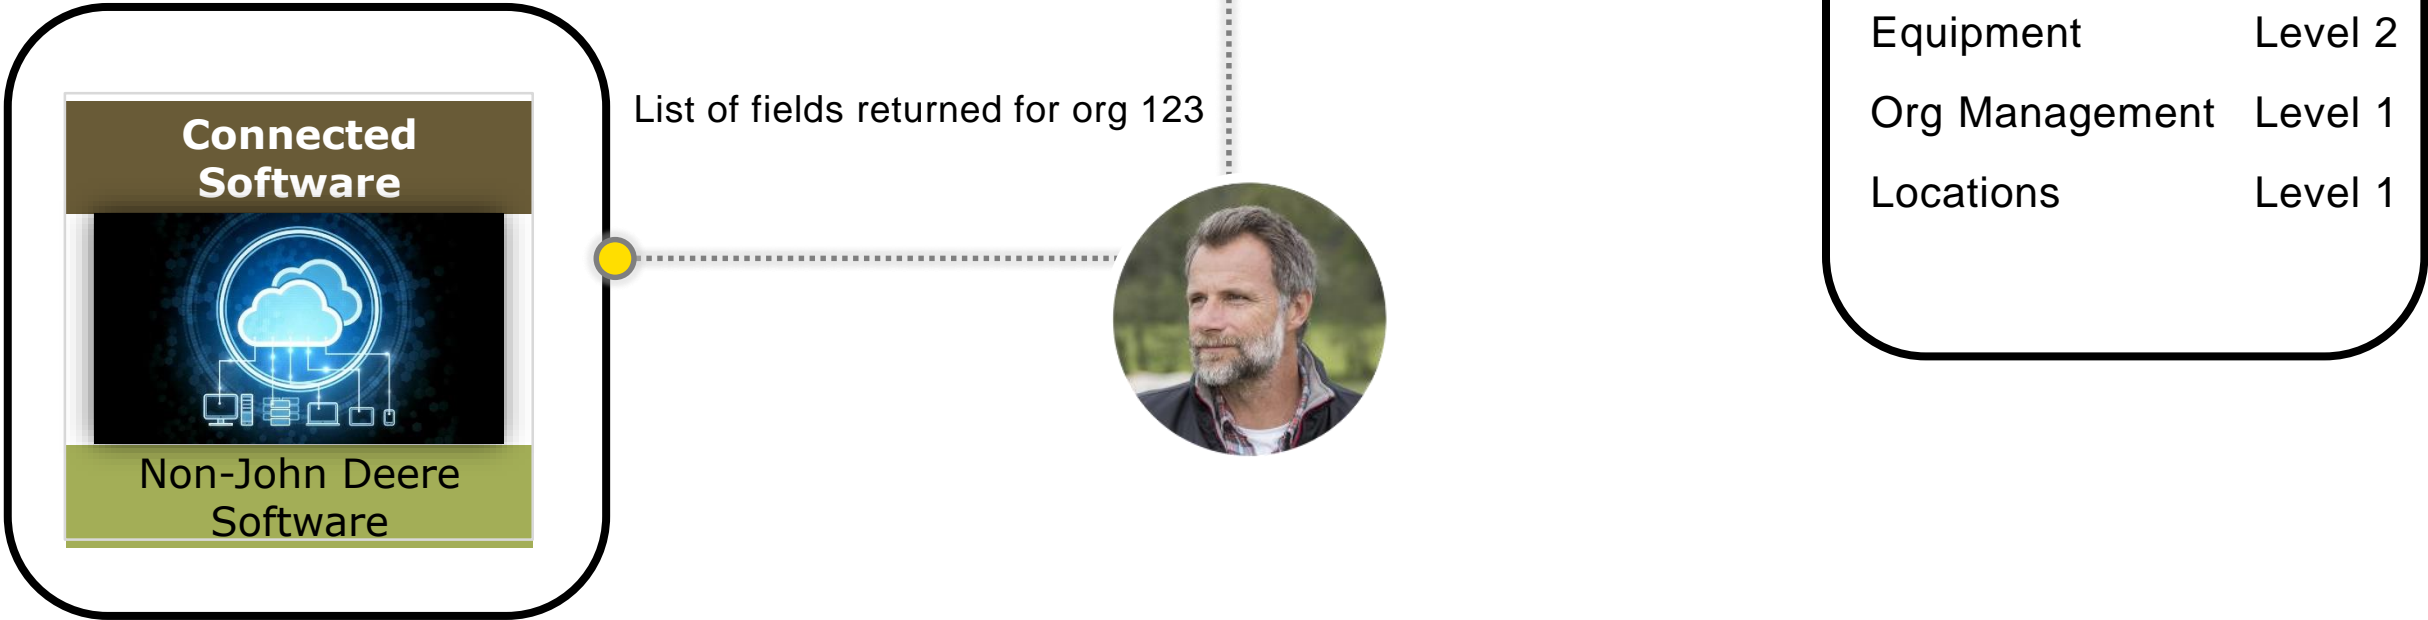 Connected
Software
Non-John Deere
Software
List of fields returned for org 123
Equipment Level 2
Org Management Level 1
Locations Level 1